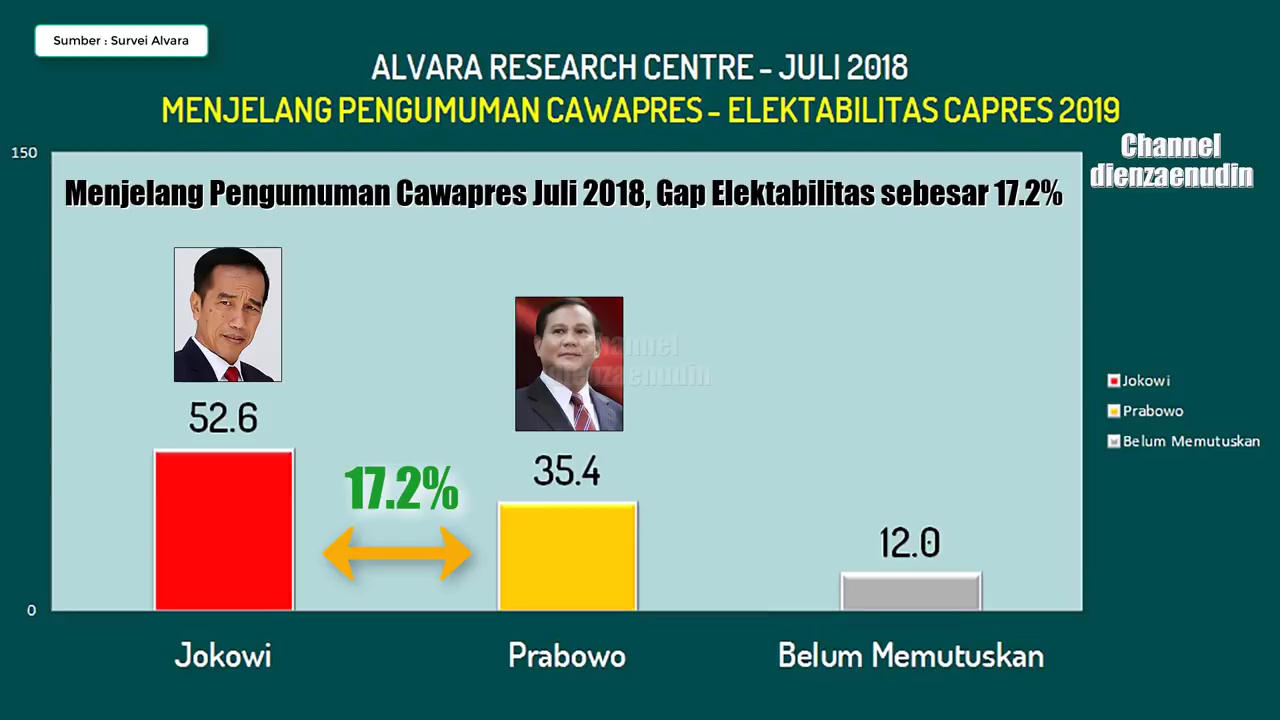 Sumber : Survei Alvara
ALVARA RESEARCH CENTRE - JULI 2018
MENJELANG PENGUMUMAN CAWAPRES - ELEKTABILITAS CAPRES 2019
Channel
dienzaenudin
150
Menjelang Pengumuman Cawapres Juli 2018, Gap Elektabilitas sebesar 17.2%
Channel
dienzaenudin
52.6
17.2%
35.4
12.0
Jokowi
Prabowo
Belum Memutuskan
0
Jokowi
Prabowo
Belum Memutuskan